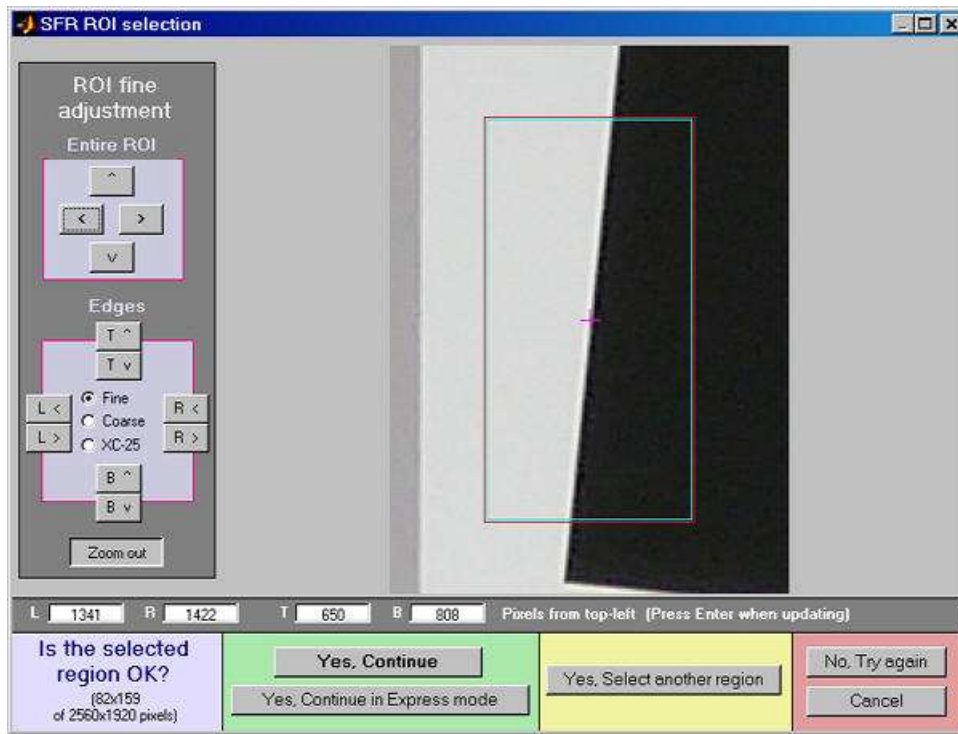 SFR ROI selection
ROI fine
adjustment
Entire ROI
^
< >
v
Edges
T ^
T v
L < Fine R <
L > Coarse R >
XC-25
B ^
B v
Zoom out
L 1341 R 1422 T 650 B 808 Pixels from top-left (Press Enter when updating)
Is the selected
region OK?
(82x159
of 2560x1920 pixels)
Yes, Continue
Yes, Continue in Express mode
Yes, Select another region
No, Try again
Cancel